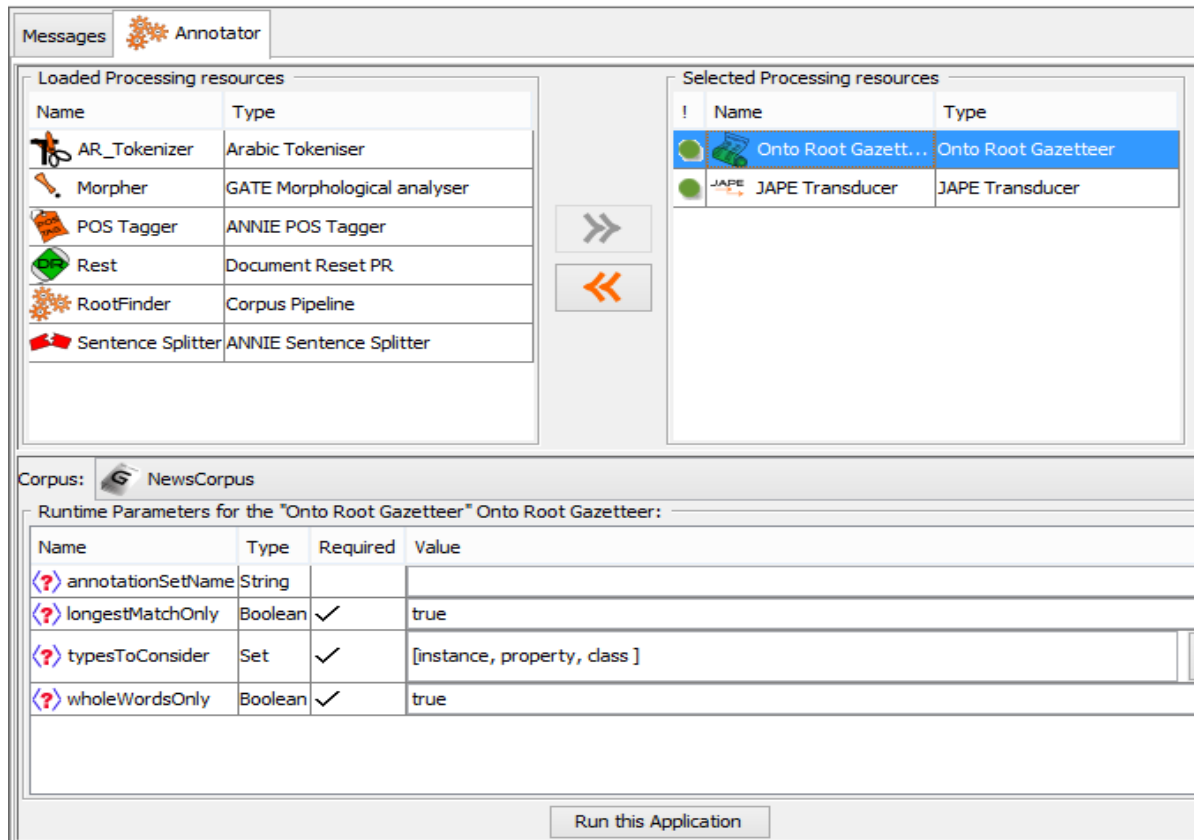 Messages Annotator
Loaded Processing resources
Name Type
AR_Tokenizer Arabic Tokeniser
Morpher GATE Morphological analyser
POS Tagger ANNIE POS Tagger
Rest Document Reset PR
RootFinder Corpus Pipeline
Sentence Splitter ANNIE Sentence Splitter
Selected Processing resources
! Name Type
Onto Root Gazett... Onto Root Gazetteer
JAPE JAPE Transducer JAPE Transducer
Corpus: G NewsCorpus
Runtime Parameters for the "Onto Root Gazetteer" Onto Root Gazetteer:
Name Type Required Value
<?> annotationSetName String
<?> longestMatchOnly Boolean ✓ true
<?> typesToConsider Set ✓ [instance, property, class ]
<?> wholeWordsOnly Boolean ✓ true
Run this Application